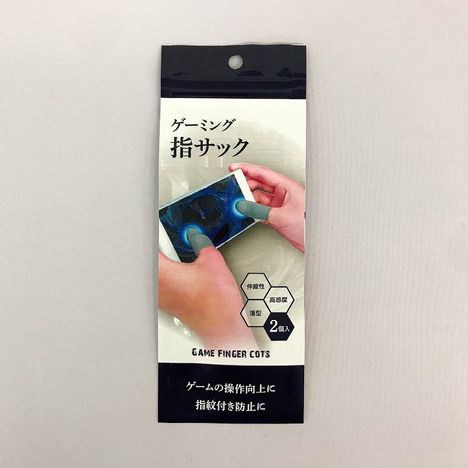 ゲーミング
指サック
伸縮性
高感度
薄型
2個入
GAME FINGER COTS
ゲームの操作向上に
指紋付き防止に